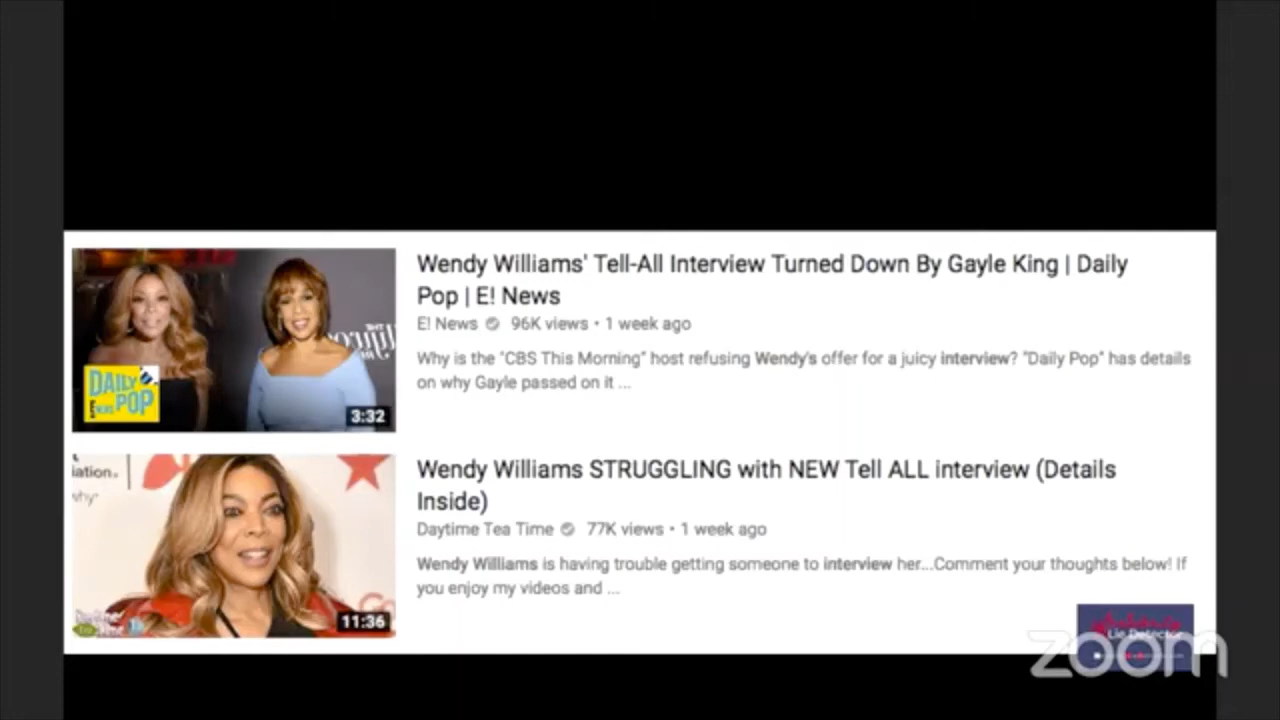 Wendy Williams' Tell-All Interview Turned Down By Gayle King | Daily
Pop | E! News
E! News 96K views • 1 week ago
Why is the "CBS This Morning" host refusing Wendy's offer for a juicy interview? "Daily Pop" has details
on why Gayle passed on it ...
DAILY
POP
3:32
Wendy Williams STRUGGLING with NEW Tell ALL interview (Details
Inside)
Daytime Tea Time 77K views • 1 week ago
Wendy Williams is having trouble getting someone to interview her...Comment your thoughts below! If
you enjoy my videos and ...
iation.
why"
11:36
Lie Detector
zoom